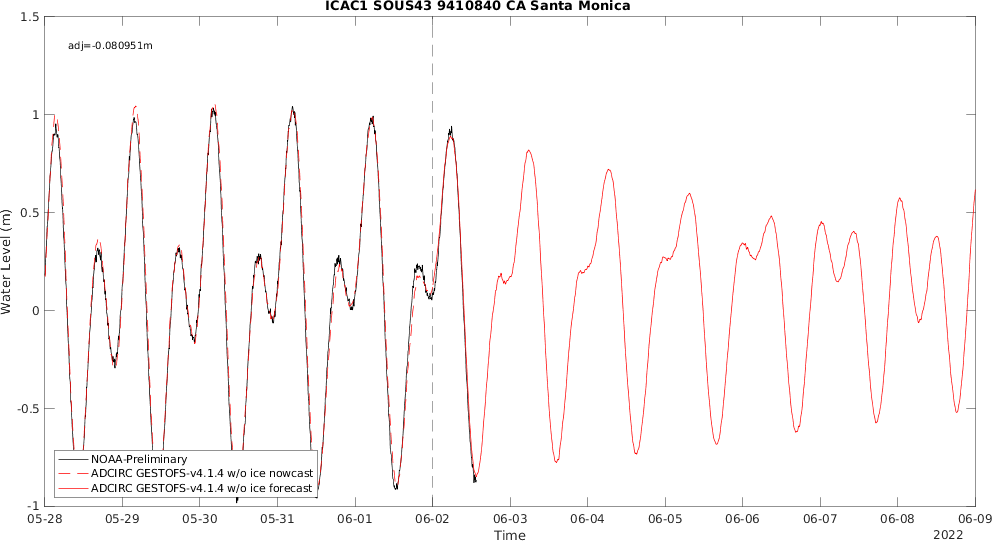 ICAC1 SOUS43 9410840 CA Santa Monica
adj=-0.080951m
Water Level (m)
1.5
1
0.5
0
-0.5
-1
NOAA-Preliminary
ADCIRC GESTOFS-v4.1.4 w/o ice nowcast
ADCIRC GESTOFS-v4.1.4 w/o ice forecast
05-28 05-29 05-30 05-31 06-01 06-02 06-03 06-04 06-05 06-06 06-07 06-08 06-09
Time
2022